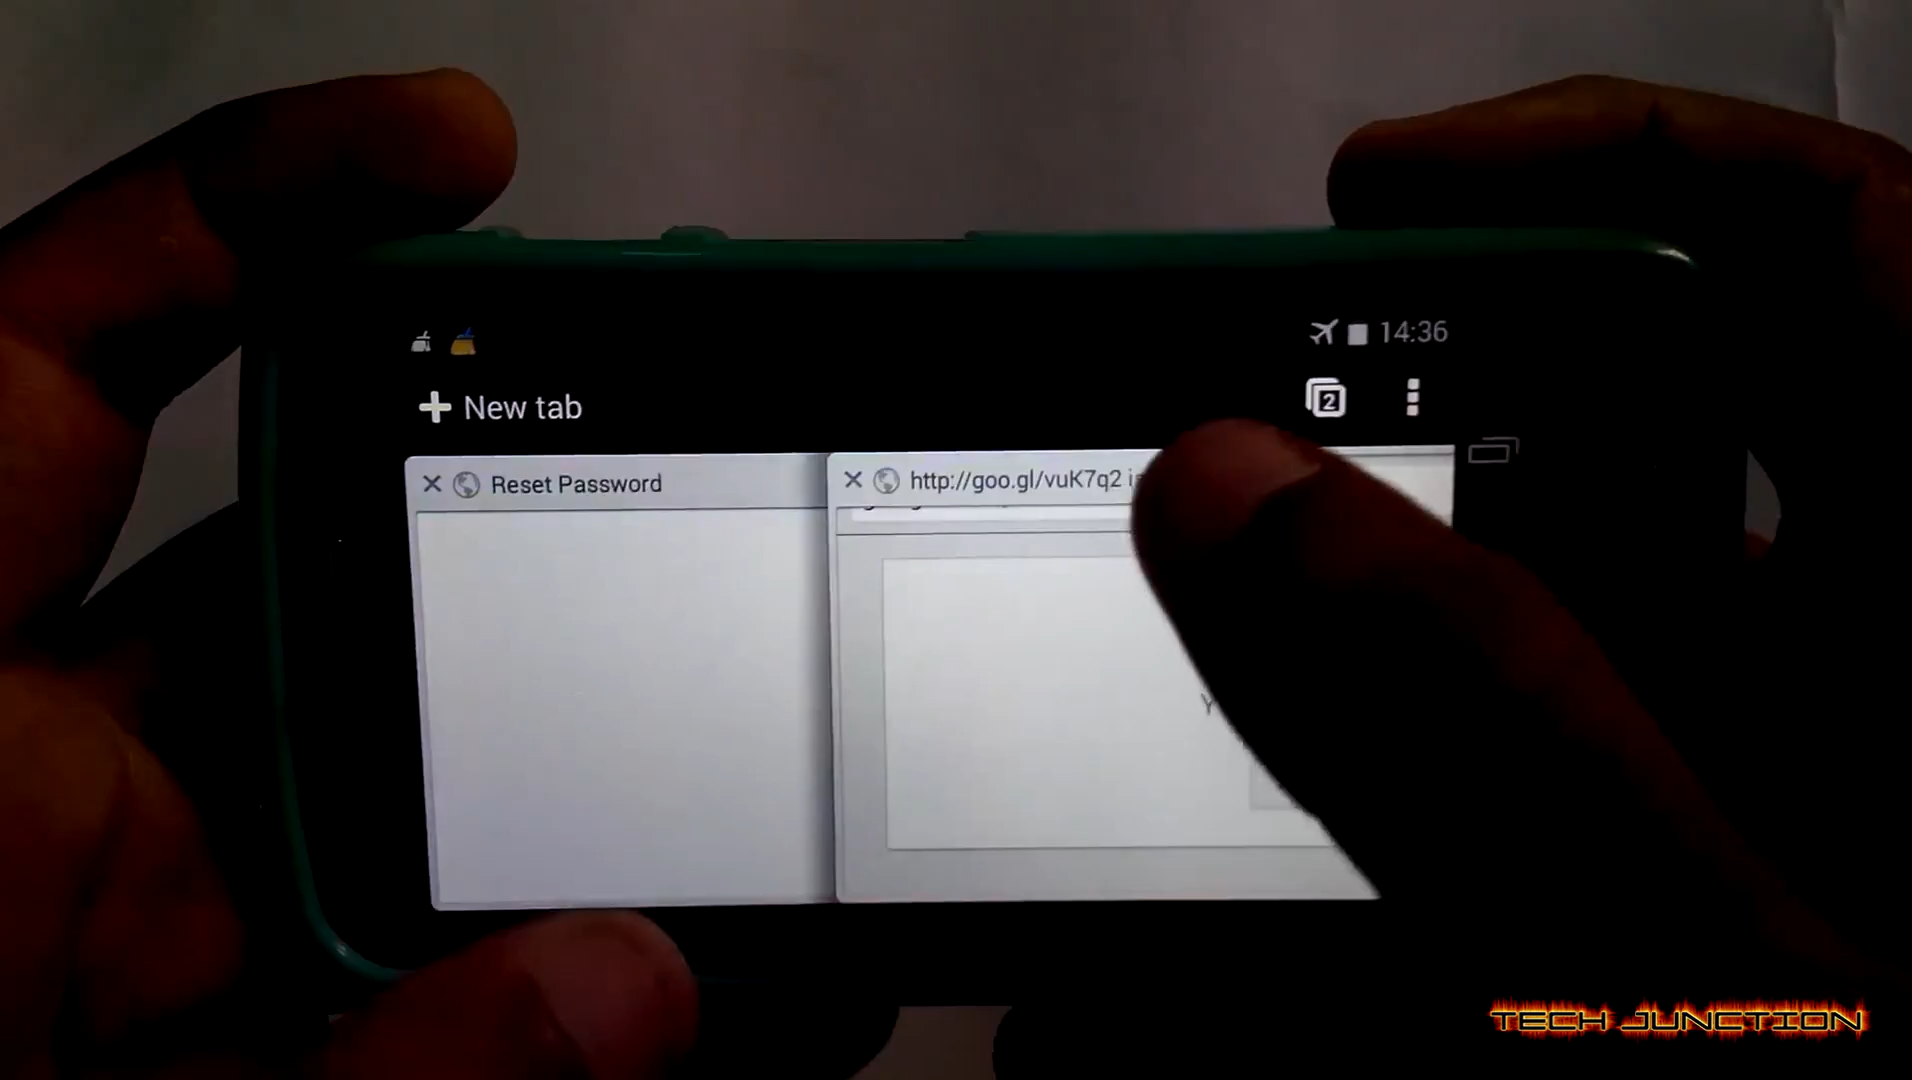 14:36
New tab
2
Reset Password
http://goo.gl/vuK7q2
TECH JUNCTION